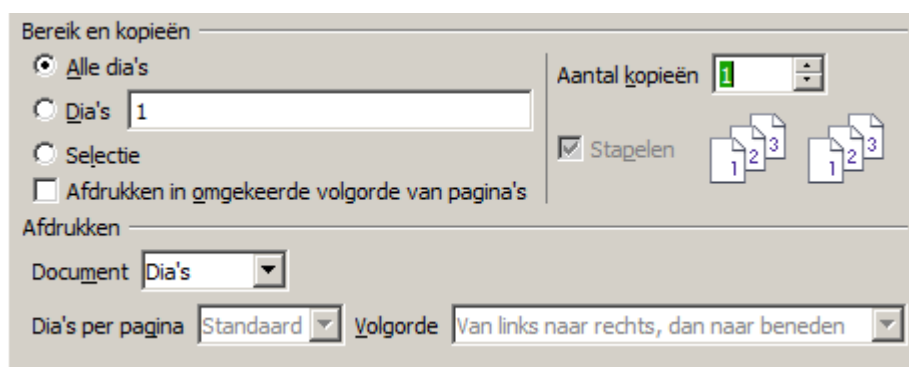 Bereik en kopieën
Alle dia's
Aantal kopieën 1
Dia's 1
Selectie
Stapelen 1 2 3 1 2 3
Afdrukken in omgekeerde volgorde van pagina's
Afdrukken
Document Dia's
Dia's per pagina Standaard Volgorde Van links naar rechts, dan naar beneden